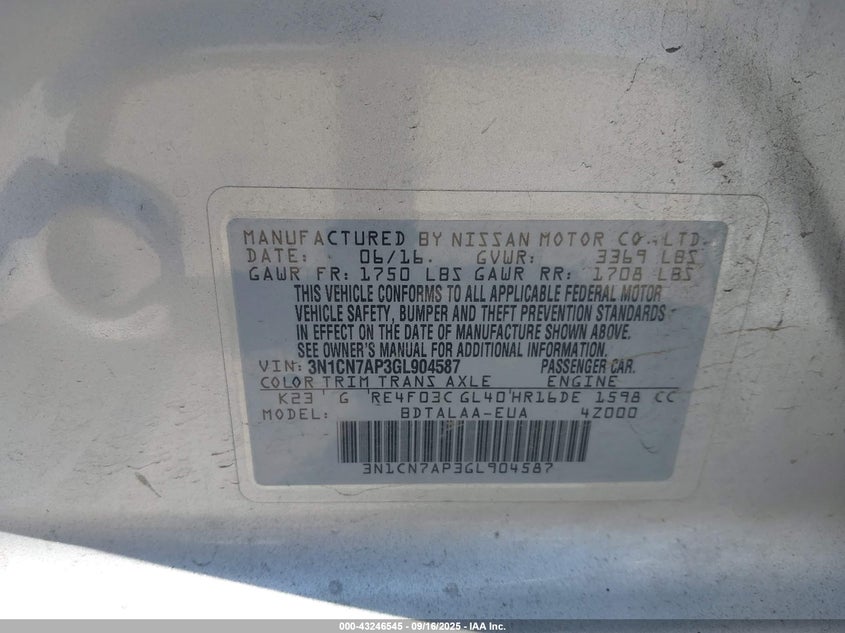 MANUFACTURED BY NISSAN MOTOR CO., LTD.
DATE: 06/16. GVWR: 3369 LBS
GAWR FR: 1750 LBS GAWR RR: 1708 LBS
THIS VEHICLE CONFORMS TO ALL APPLICABLE FEDERAL MOTOR
VEHICLE SAFETY, BUMPER AND THEFT PREVENTION STANDARDS
IN EFFECT ON THE DATE OF MANUFACTURE SHOWN ABOVE.
SEE OWNER'S MANUAL FOR ADDITIONAL INFORMATION.
VIN: 3N1CN7AP3GL904587 PASSENGER CAR.
COLOR TRIM TRANS AXLE ENGINE
K23 G RE4F03C GL40 HR16DE 1598 CC
MODEL: BDTALAA-EUA 4Z000
3N1CN7AP3GL904587
000-43246545 - 09/16/2025 - IAA Inc.